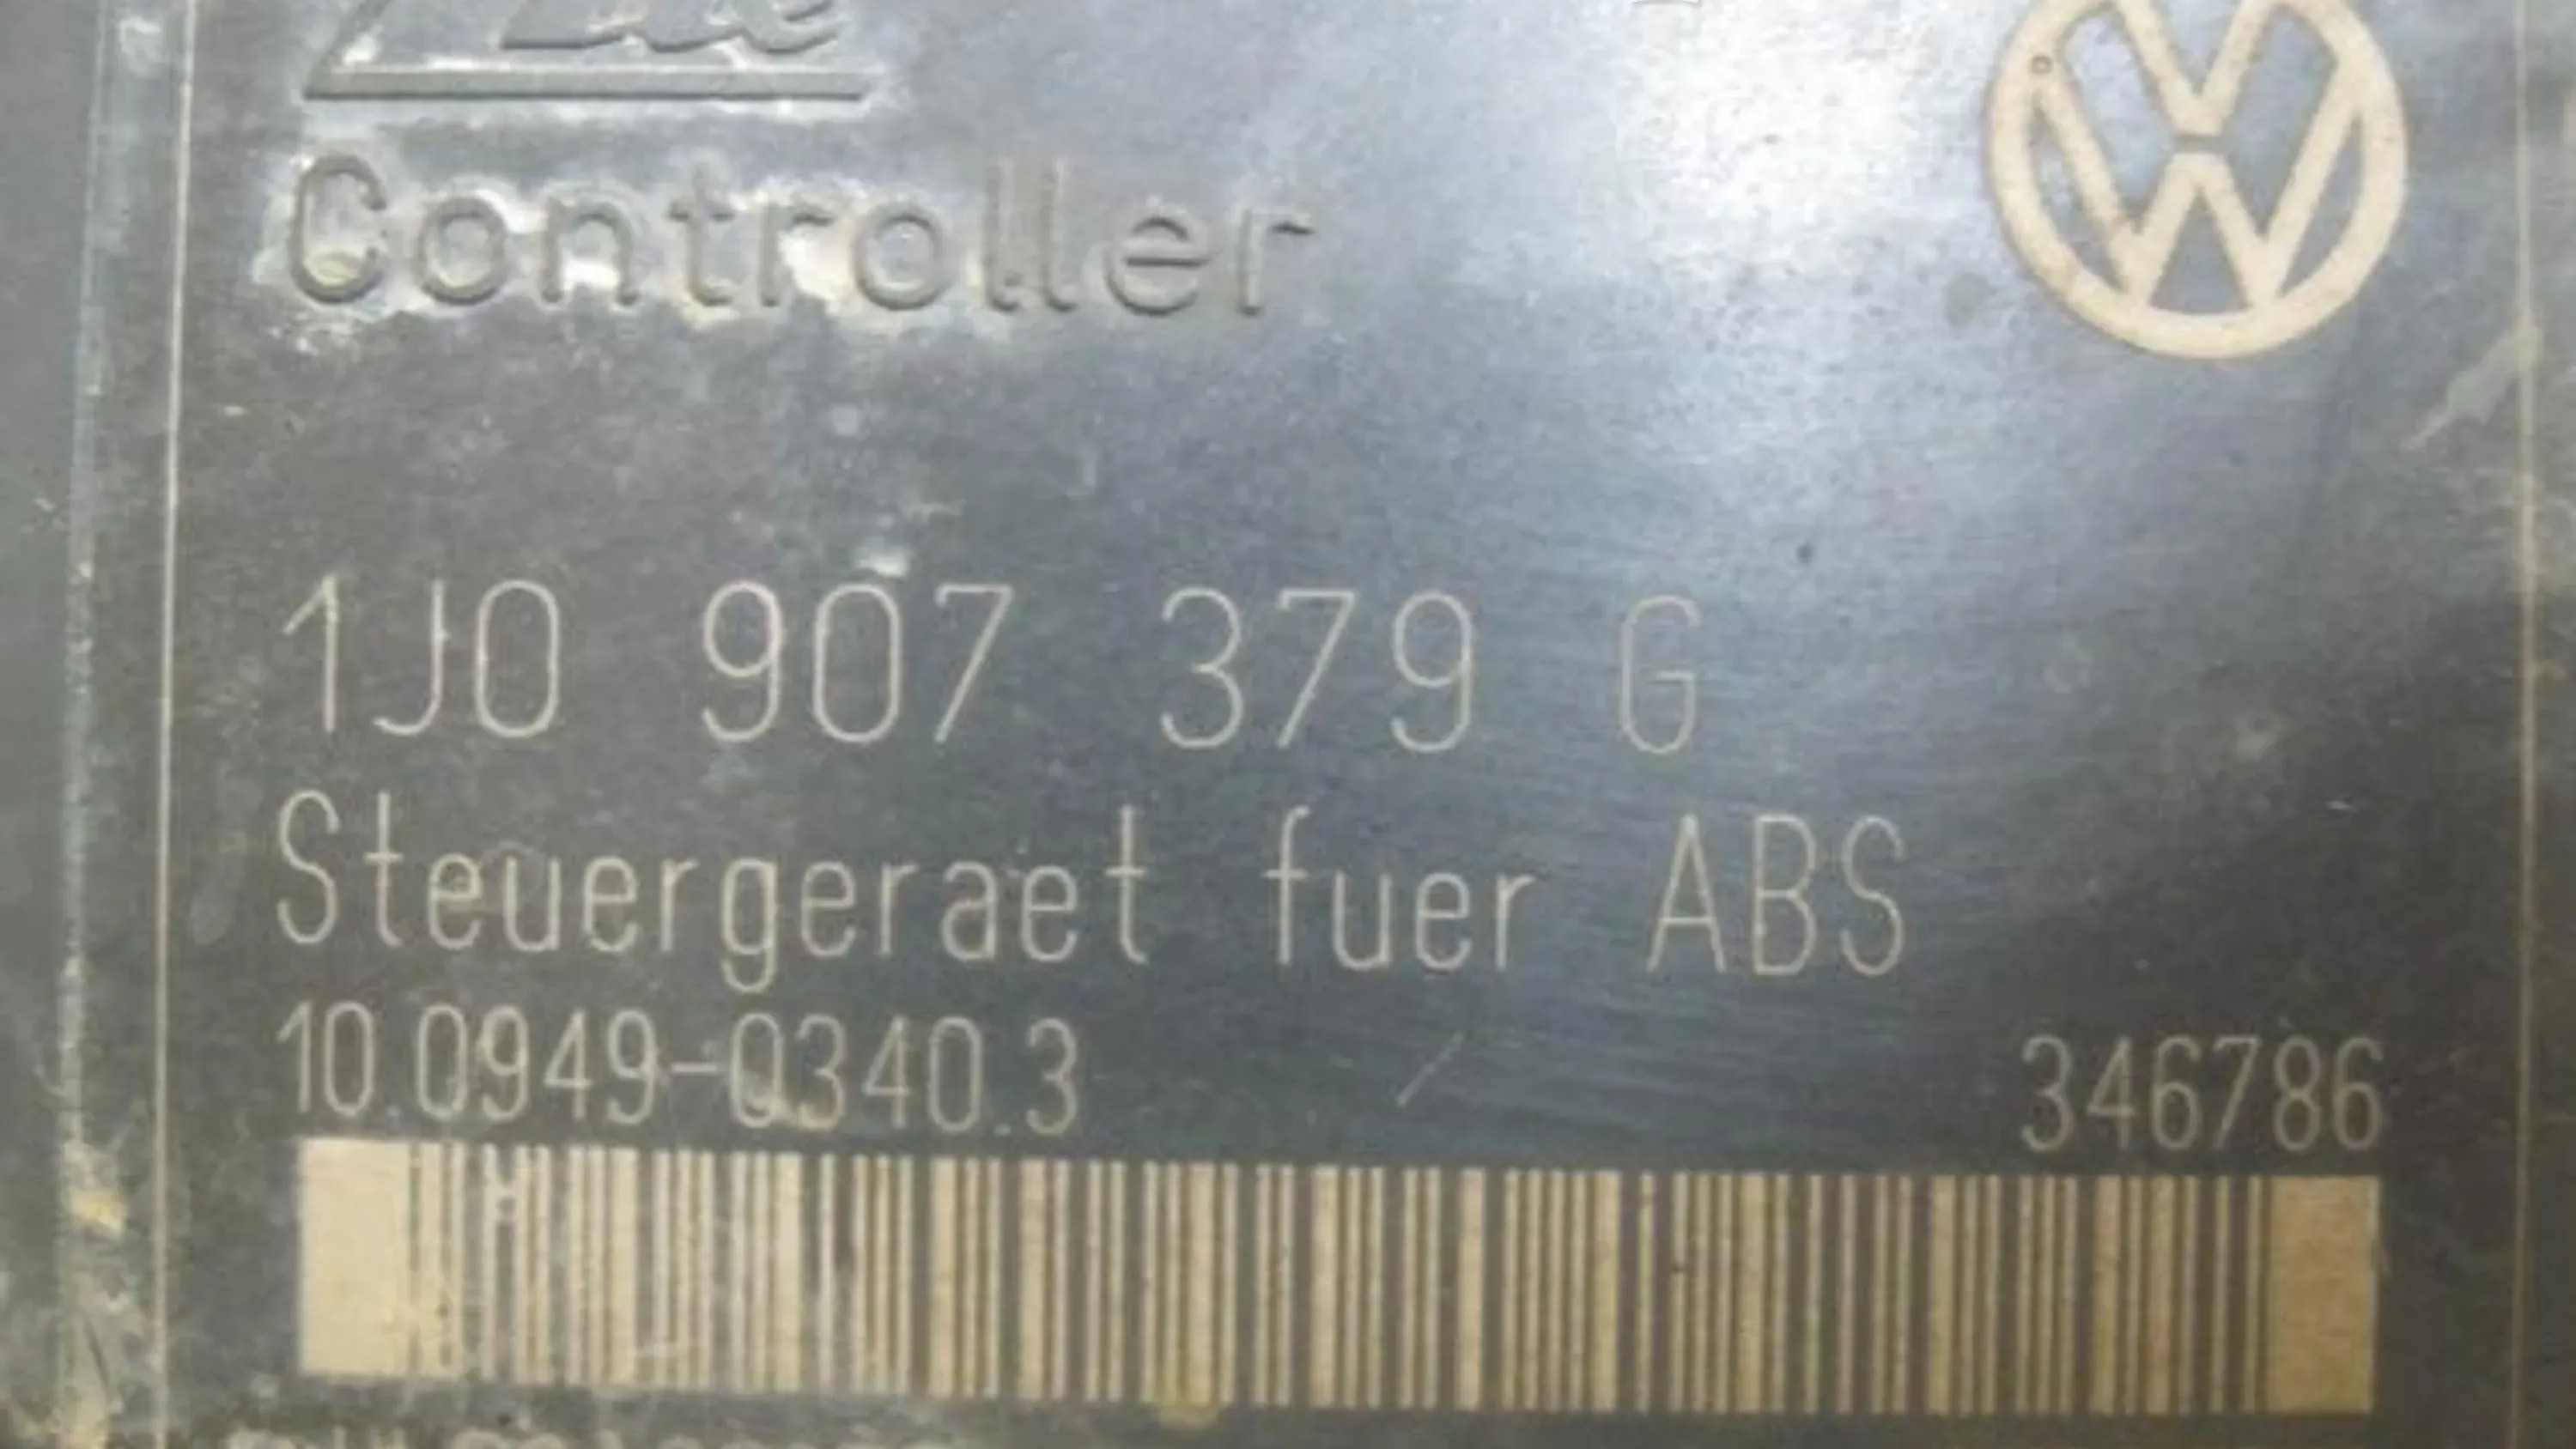 Controller
1J0 907 379 G
Steuergeraet fuer ABS
10.0949-0340.3
346786